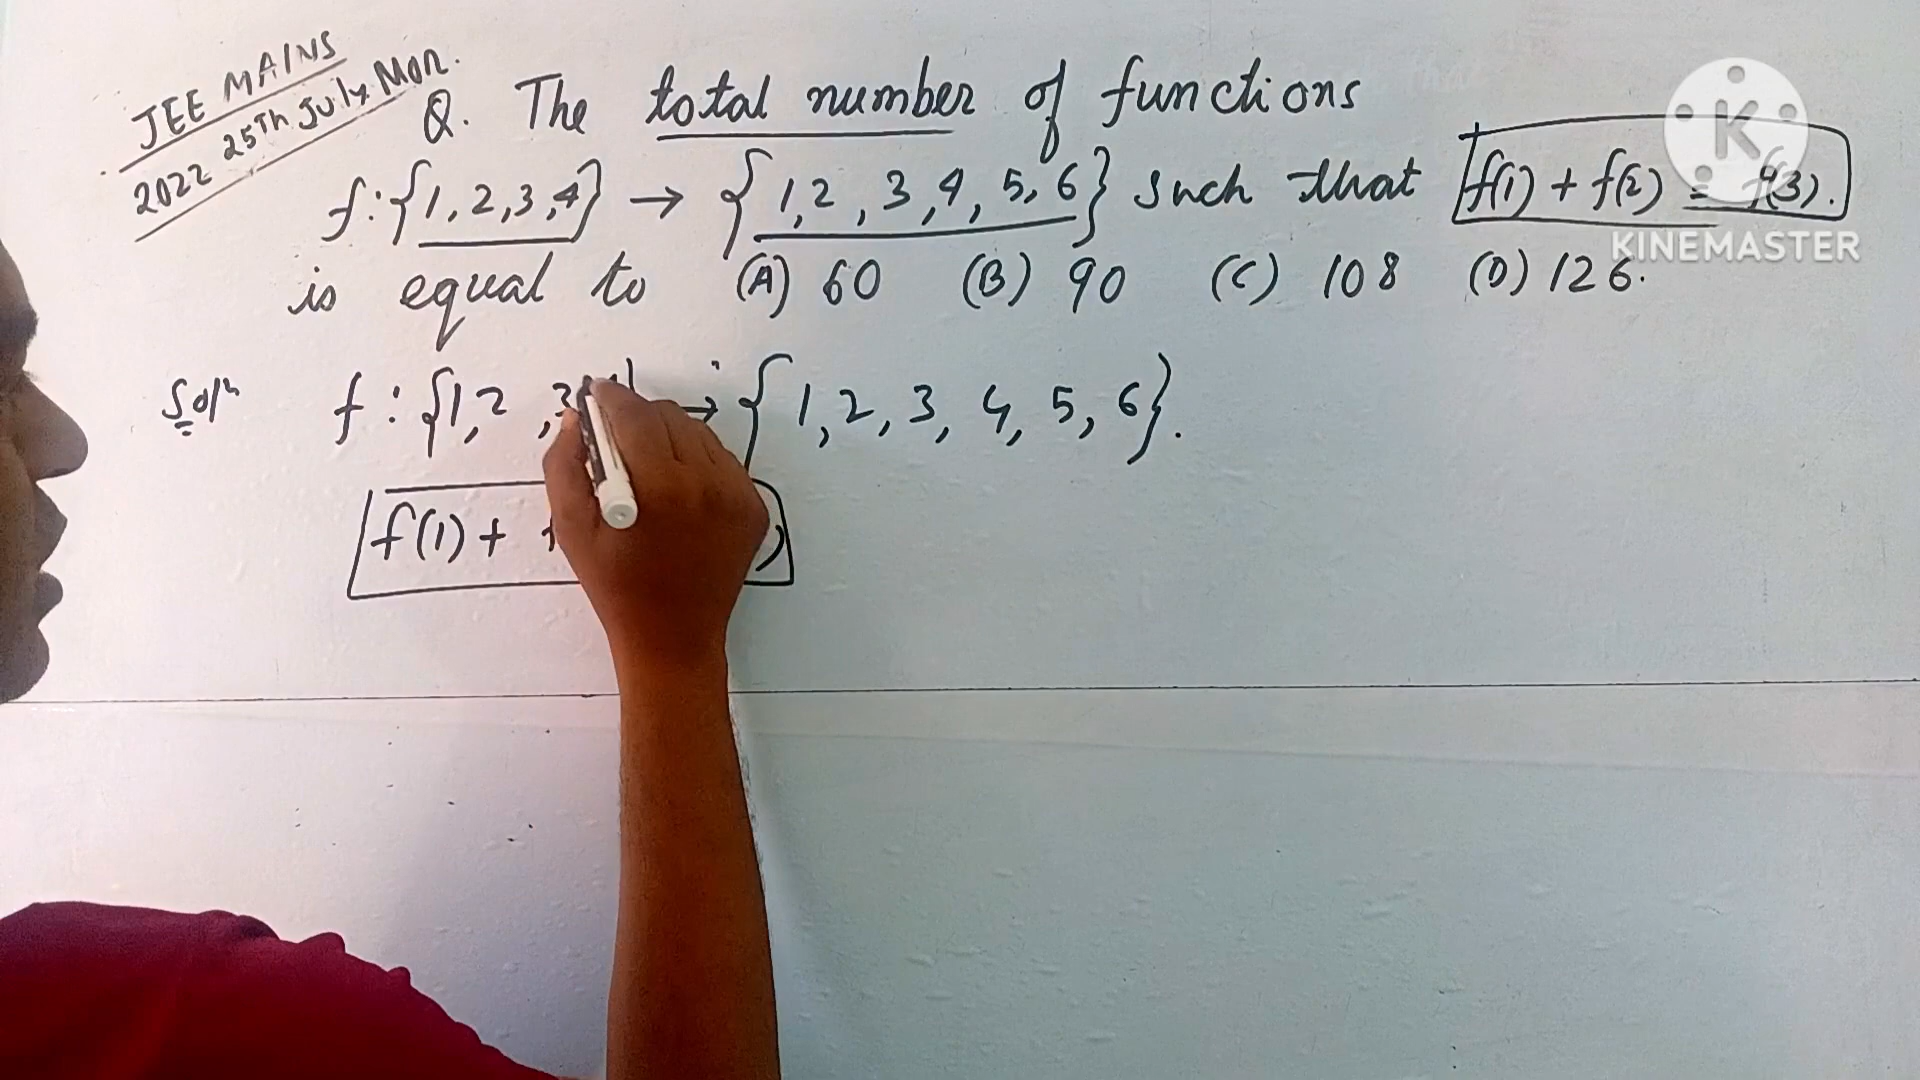 JEE MAINS
2022 25Th July Mon.
Q. The total number of functions
f:{1,2,3,4} → {1,2,3,4,5,6} such that f(1) + f(2) = f(3).
is equal to (A) 60 (B) 90 (C) 108 (D) 126.
Soln f : {1,2,3 → {1,2,3,4,5,6}.
f(1) +
K
KINEMASTER